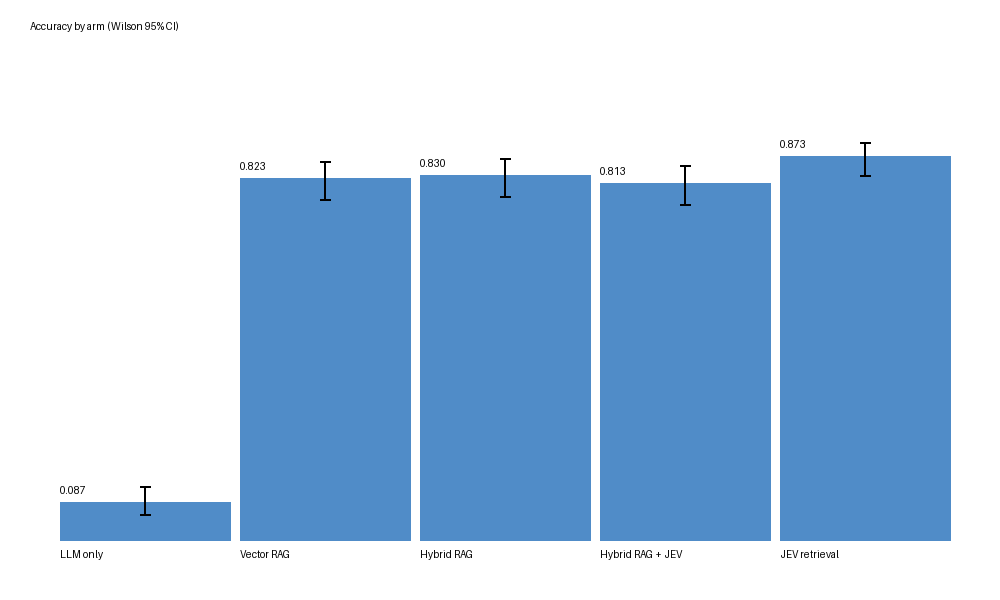 Accuracy by arm (Wilson 95% CI)
0.873
0.830
0.823
0.813
0.087
LLM only
Vector RAG
Hybrid RAG
Hybrid RAG + JEV
JEV retrieval